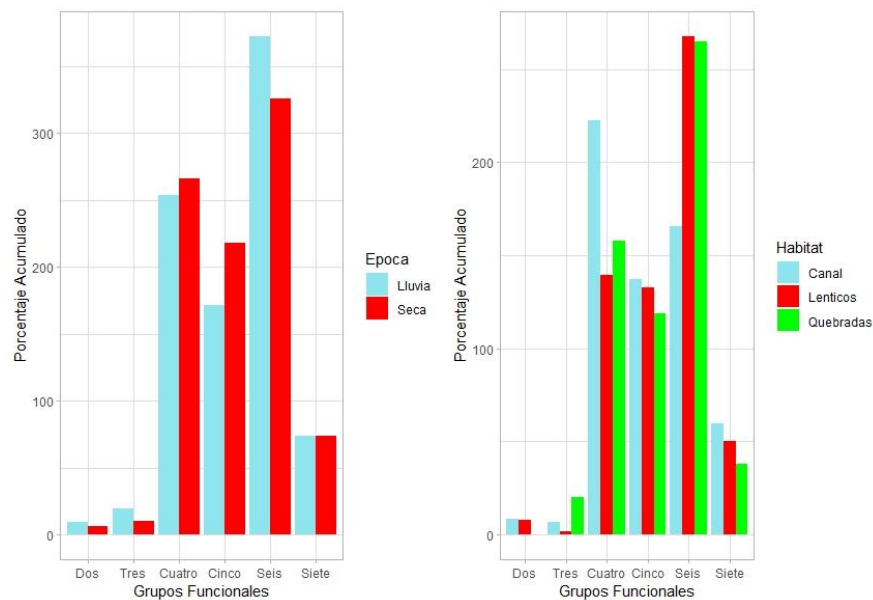 Porcentaje Acumulado
300
200
100
0
Dos Tres Cuatro Cinco Seis Siete
Grupos Funcionales
Epoca
Lluvia
Seca
Porcentaje Acumulado
200
100
0
Dos Tres Cuatro Cinco Seis Siete
Grupos Funcionales
Habitat
Canal
Lenticos
Quebradas